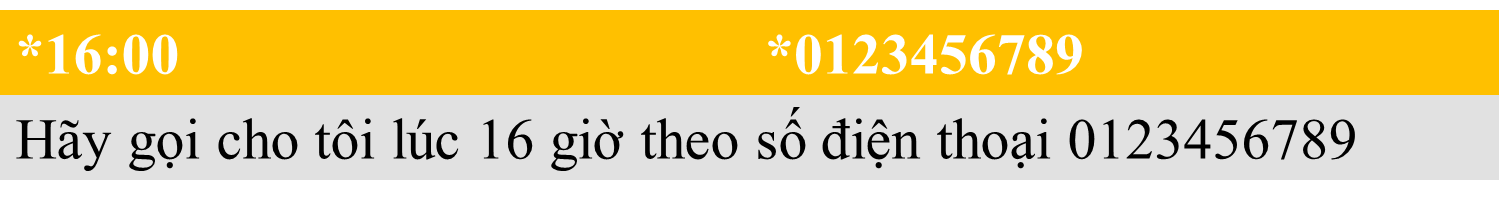 *16:00 *0123456789
Hãy gọi cho tôi lúc 16 giờ theo số điện thoại 0123456789